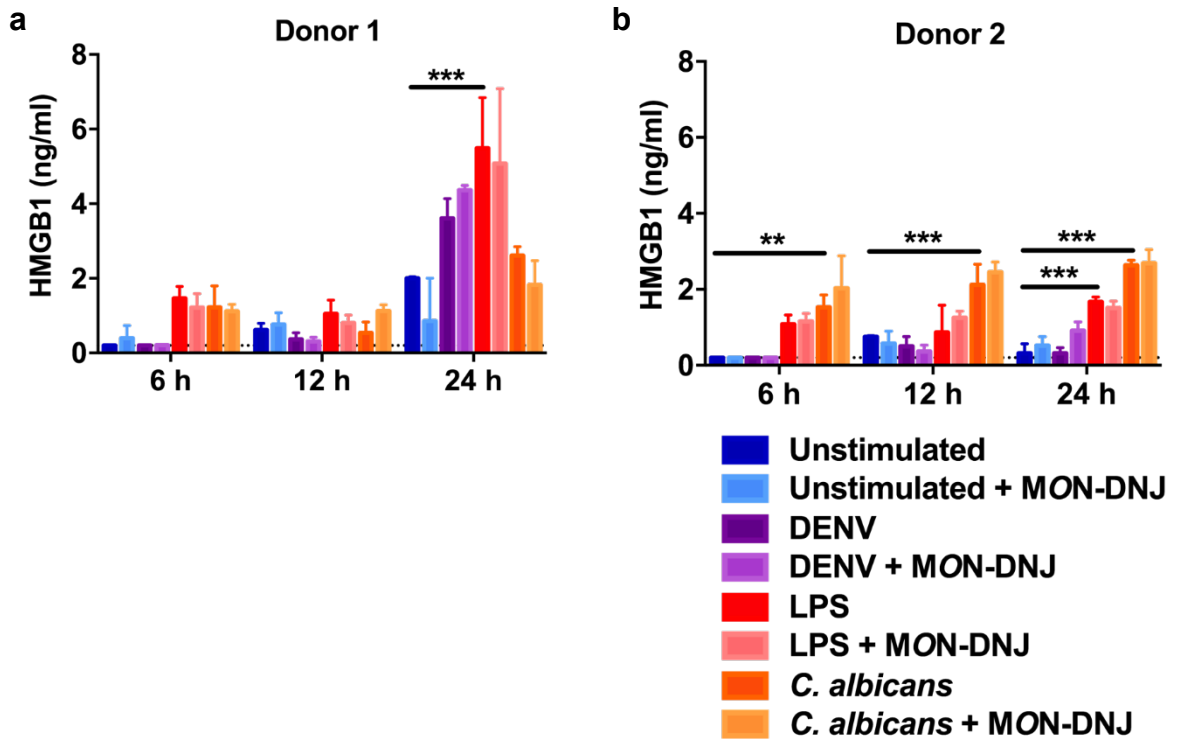 a
Donor 1
HMGB1 (ng/ml)
8
6
4
2
0
***
6 h
12 h
24 h
b
Donor 2
HMGB1 (ng/ml)
8
6
4
2
0
**
***
***
***
6 h
12 h
24 h
Unstimulated
Unstimulated + MON-DNJ
DENV
DENV + MON-DNJ
LPS
LPS + MON-DNJ
C. albicans
C. albicans + MON-DNJ